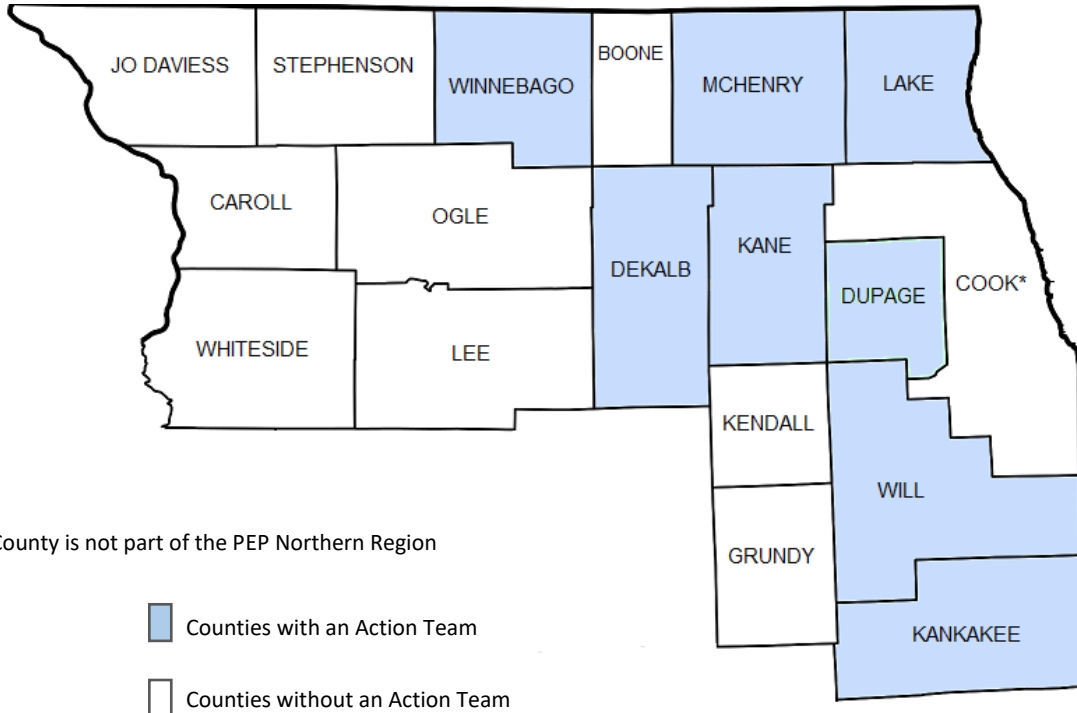 JO DAVIESS
STEPHENSON
WINNEBAGO
BOONE
MCHENRY
LAKE
CAROLL
OGLE
DEKALB
KANE
DUPAGE
COOK*
WHITESIDE
LEE
KENDALL
WILL
GRUNDY
KANKAKEE
County is not part of the PEP Northern Region
Counties with an Action Team
Counties without an Action Team